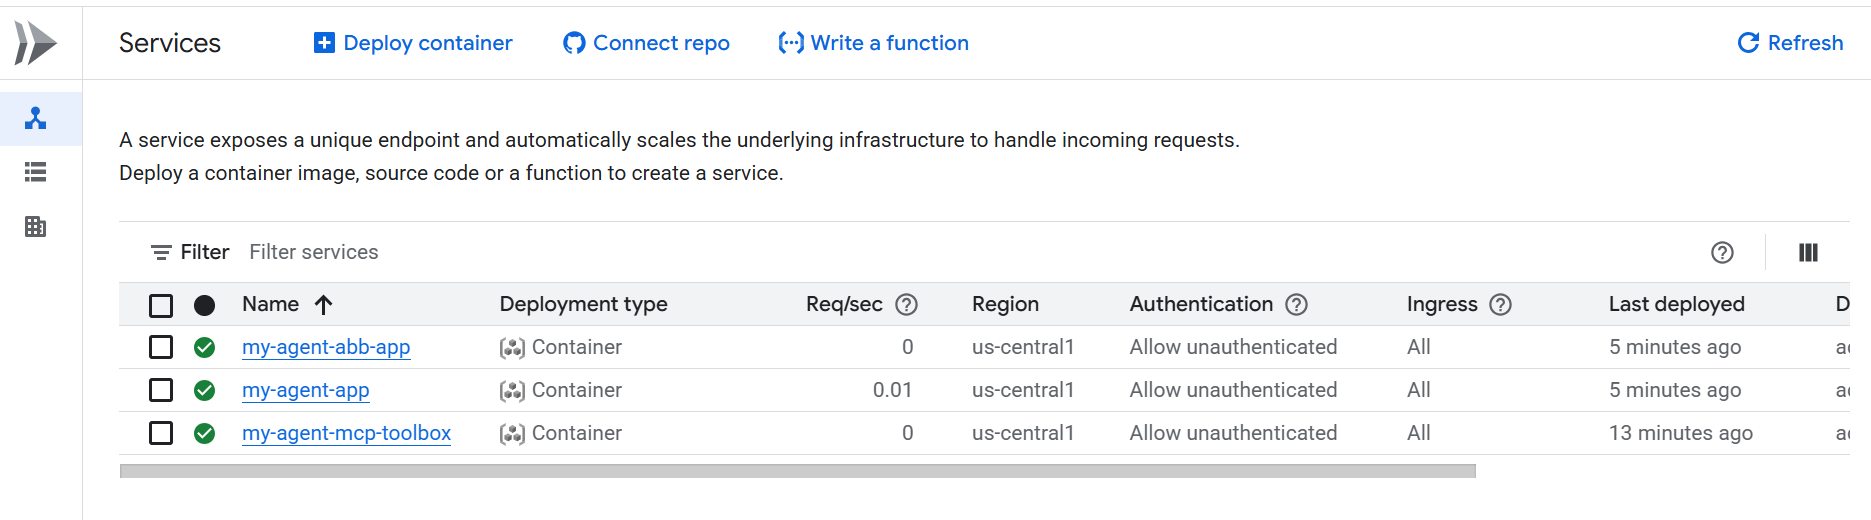 Services Deploy container Connect repo Write a function Refresh
A service exposes a unique endpoint and automatically scales the underlying infrastructure to handle incoming requests.
Deploy a container image, source code or a function to create a service.
Filter Filter services
Name Deployment type Req/sec Region Authentication Ingress Last deployed D
my-agent-abb-app Container 0 us-central1 Allow unauthenticated All 5 minutes ago
my-agent-app Container 0.01 us-central1 Allow unauthenticated All 5 minutes ago
my-agent-mcp-toolbox Container 0 us-central1 Allow unauthenticated All 13 minutes ago